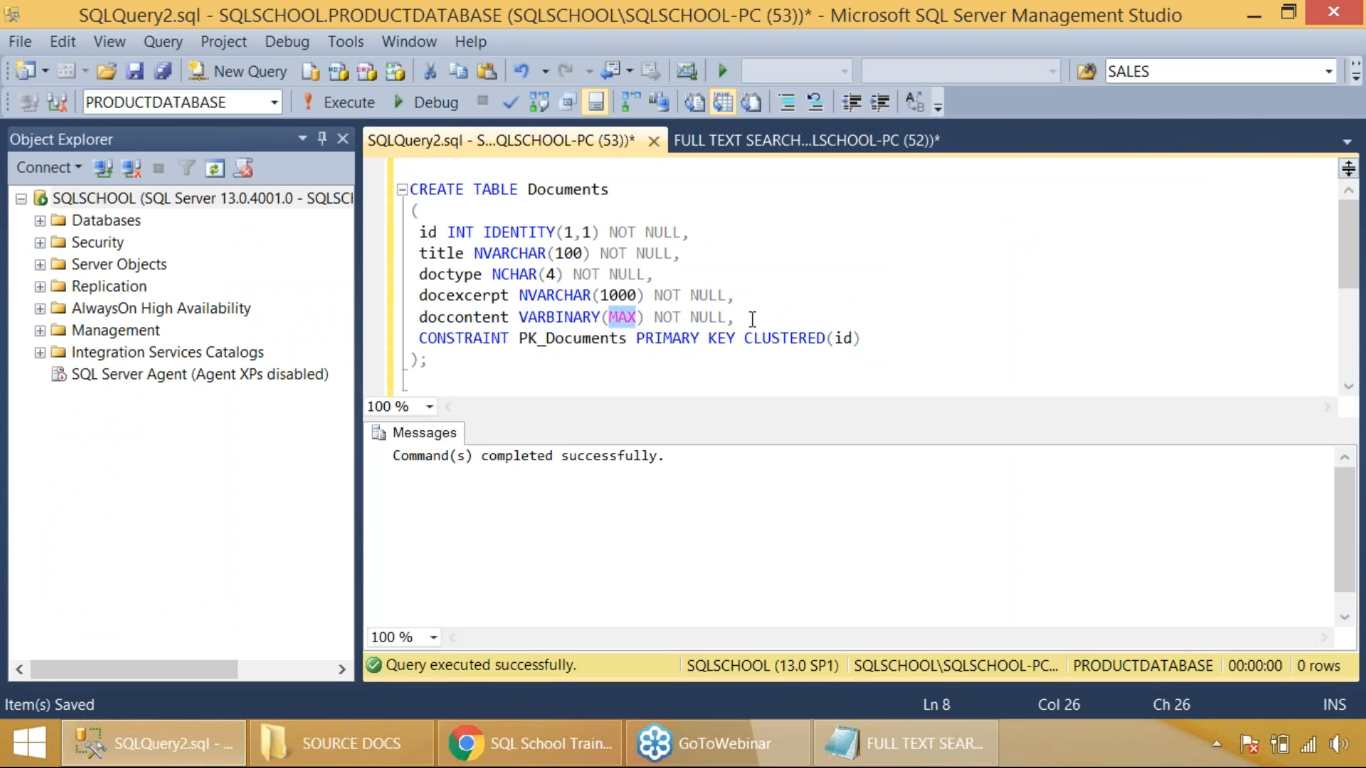 SQLQuery2.sql - SQLSCHOOL.PRODUCTDATABASE (SQLSCHOOL\SQLSCHOOL-PC (53))* - Microsoft SQL Server Management Studio
File Edit View Query Project Debug Tools Window Help
New Query SALES
PRODUCTDATABASE Execute Debug
Object Explorer
SQLQuery2.sql - S...QLSCHOOL-PC (53))* FULL TEXT SEARCH...LSCHOOL-PC (52))*
Connect
SQLSCHOOL (SQL Server 13.0.4001.0 - SQLSCH
Databases
Security
Server Objects
Replication
AlwaysOn High Availability
Management
Integration Services Catalogs
SQL Server Agent (Agent XPs disabled)
CREATE TABLE Documents
(
id INT IDENTITY(1,1) NOT NULL,
title NVARCHAR(100) NOT NULL,
doctype NCHAR(4) NOT NULL,
docexcerpt NVARCHAR(1000) NOT NULL,
doccontent VARBINARY(MAX) NOT NULL,
CONSTRAINT PK_Documents PRIMARY KEY CLUSTERED(id)
);
100 %
Messages
Command(s) completed successfully.
100 %
Query executed successfully. SQLSCHOOL (13.0 SP1) SQLSCHOOL\SQLSCHOOL-PC... PRODUCTDATABASE 00:00:00 0 rows
Item(s) Saved Ln 8 Col 26 Ch 26 INS
SQLQuery2.sql - ... SOURCE DOCS SQL School Train... GoToWebinar FULL TEXT SEAR...